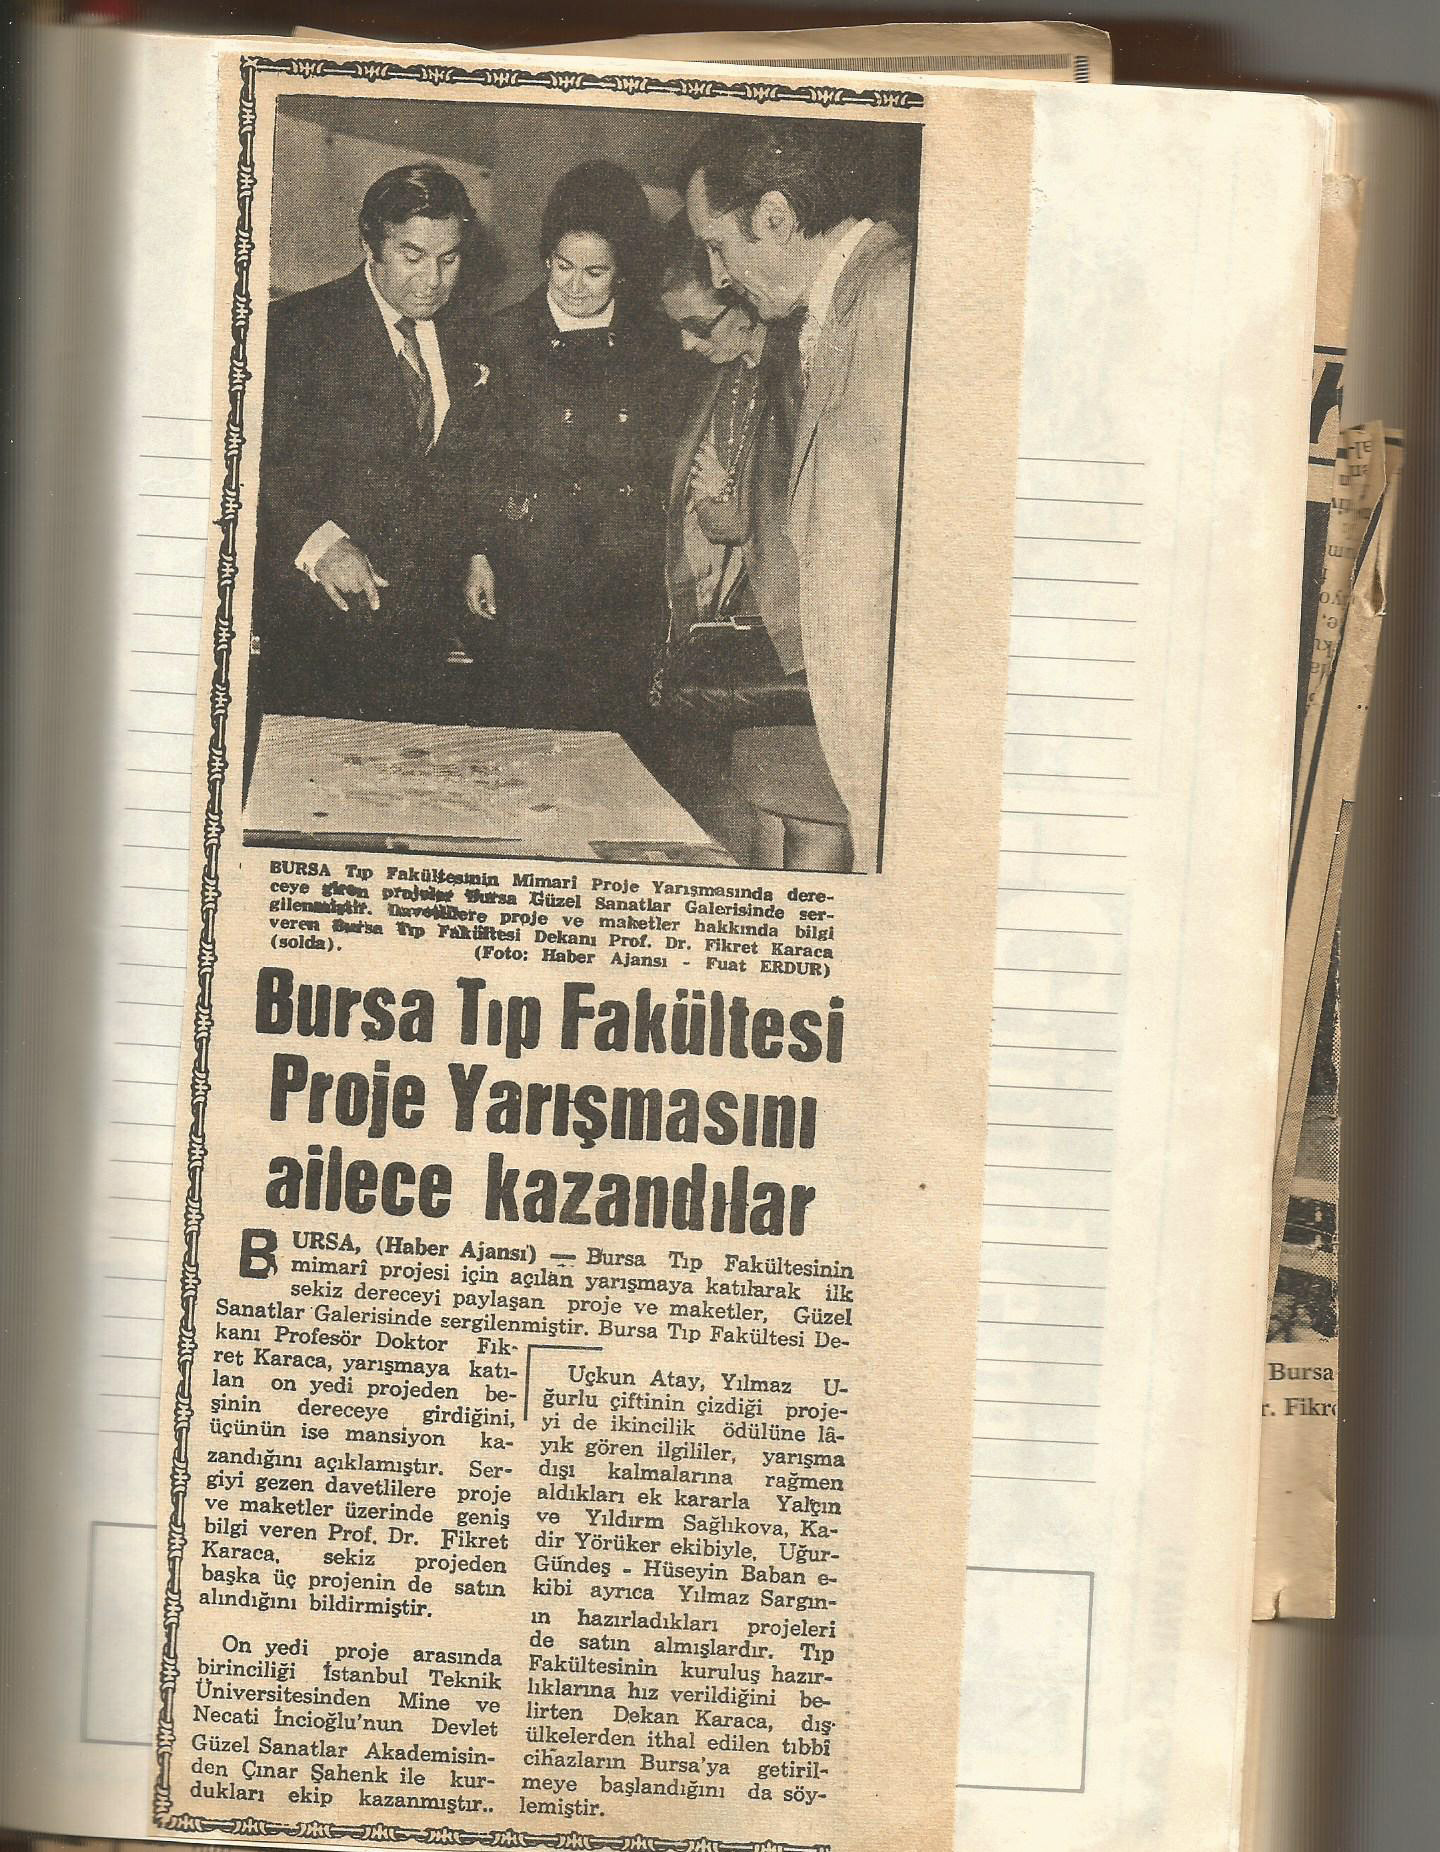 BURSA Tıp Fakültesinin Mimarî Proje Yarışmasında dere-
ceye giren projeler Bursa Güzel Sanatlar Galerisinde ser-
gilenmiştir. Davetlilere proje ve maketler hakkında bilgi
veren Bursa Tıp Fakültesi Dekanı Prof. Dr. Fikret Karaca
(solda). (Foto: Haber Ajansı - Fuat ERDUR)
Bursa Tıp Fakültesi
Proje Yarışmasını
ailece kazandılar
BURSA, (Haber Ajansı) — Bursa Tıp Fakültesinin
mimarî projesi için açılan yarışmaya katılarak ilk
sekiz dereceyi paylaşan proje ve maketler, Güzel
Sanatlar Galerisinde sergilenmiştir. Bursa Tıp Fakültesi De-
kanı Profesör Doktor Fik-
ret Karaca, yarışmaya katı-
lan on yedi projeden be-
şinin dereceye girdiğini,
üçünün ise mansiyon ka-
zandığını açıklamıştır. Ser-
giyi gezen davetlilere proje
ve maketler üzerinde geniş
bilgi veren Prof. Dr. Fikret
Karaca, sekiz projeden
başka üç projenin de satın
alındığını bildirmiştir.
On yedi proje arasında
birinciliği İstanbul Teknik
Üniversitesinden Mine ve
Necati İncioğlu'nun Devlet
Güzel Sanatlar Akademisin-
den Çınar Şahenk ile kur-
dukları ekip kazanmıştır..
Uçkun Atay, Yılmaz U-
ğurlu çiftinin çizdiği proje-
yi de ikincilik ödülüne lâ-
yık gören ilgililer, yarışma
dışı kalmalarına rağmen
aldıkları ek kararla Yalçın
ve Yıldırm Sağlıkova, Ka-
dir Yörüker ekibiyle, Uğur-
Gündeş - Hüseyin Baban e-
kibi ayrıca Yılmaz Sargın-
ın hazırladıkları projeleri
de satın almışlardır. Tıp
Fakültesinin kuruluş hazır-
lıklarına hız verildiğini be-
lirten Dekan Karaca, dış
ülkelerden ithal edilen tıbbî
cihazların Bursa'ya getiril-
meye başlandığını da söy-
lemiştir.
Bursa
r. Fikr